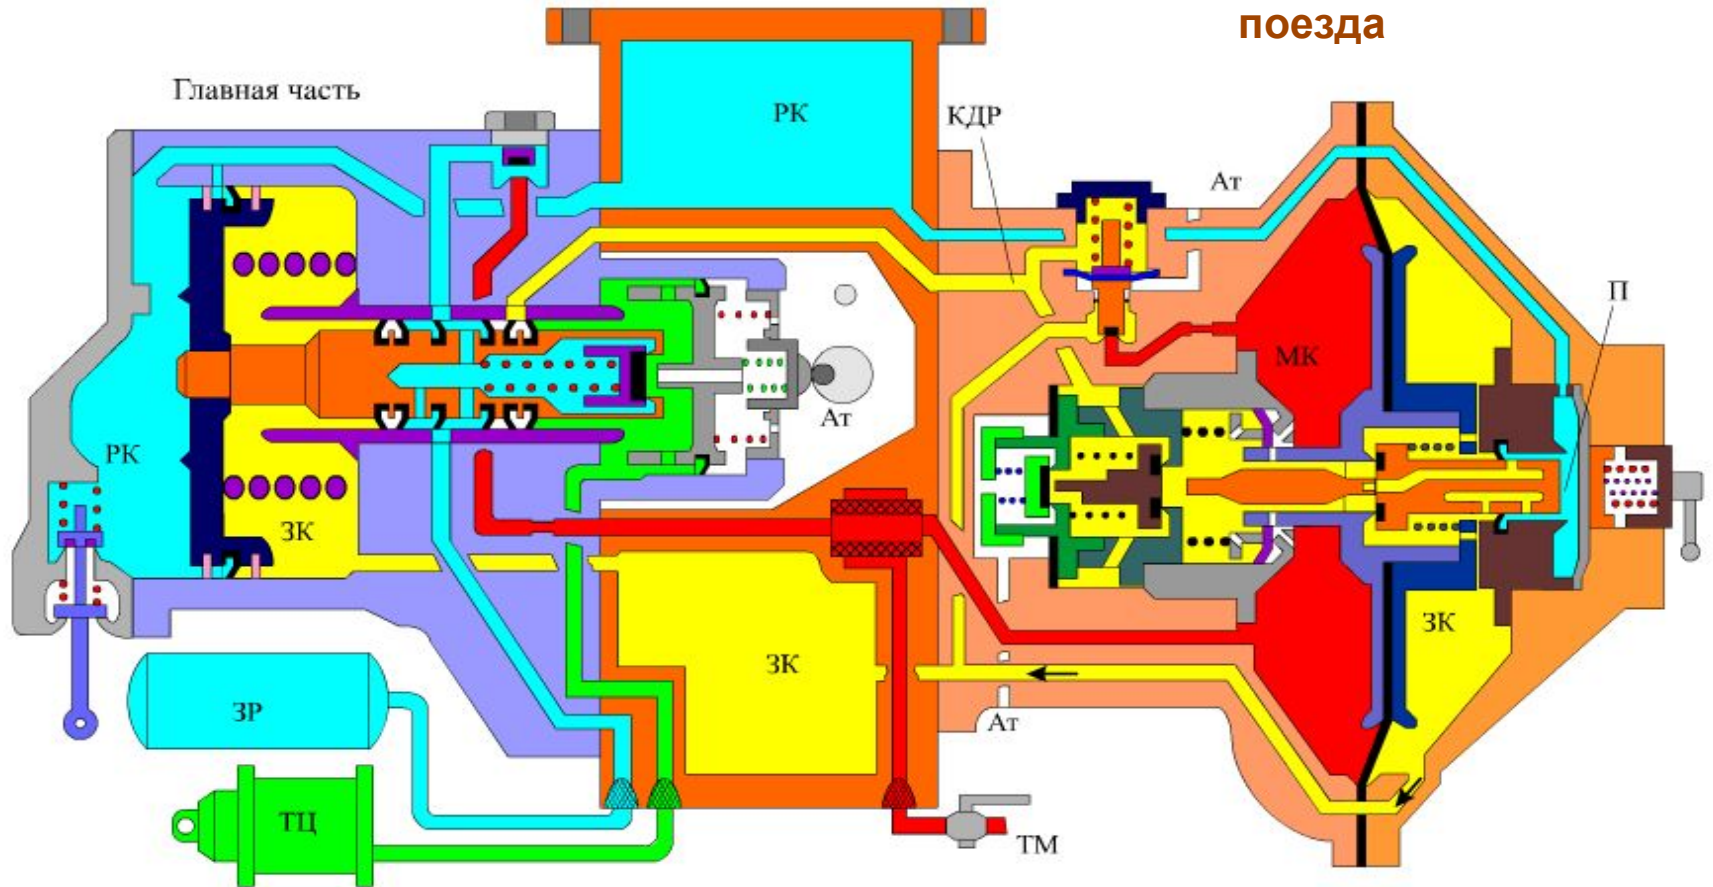 поезда
Главная часть
РК
КДР
Ат
П
МК
Ат
РК
ЗК
ЗК
ЗК
ЗР
Ат
ТЦ
ТМ